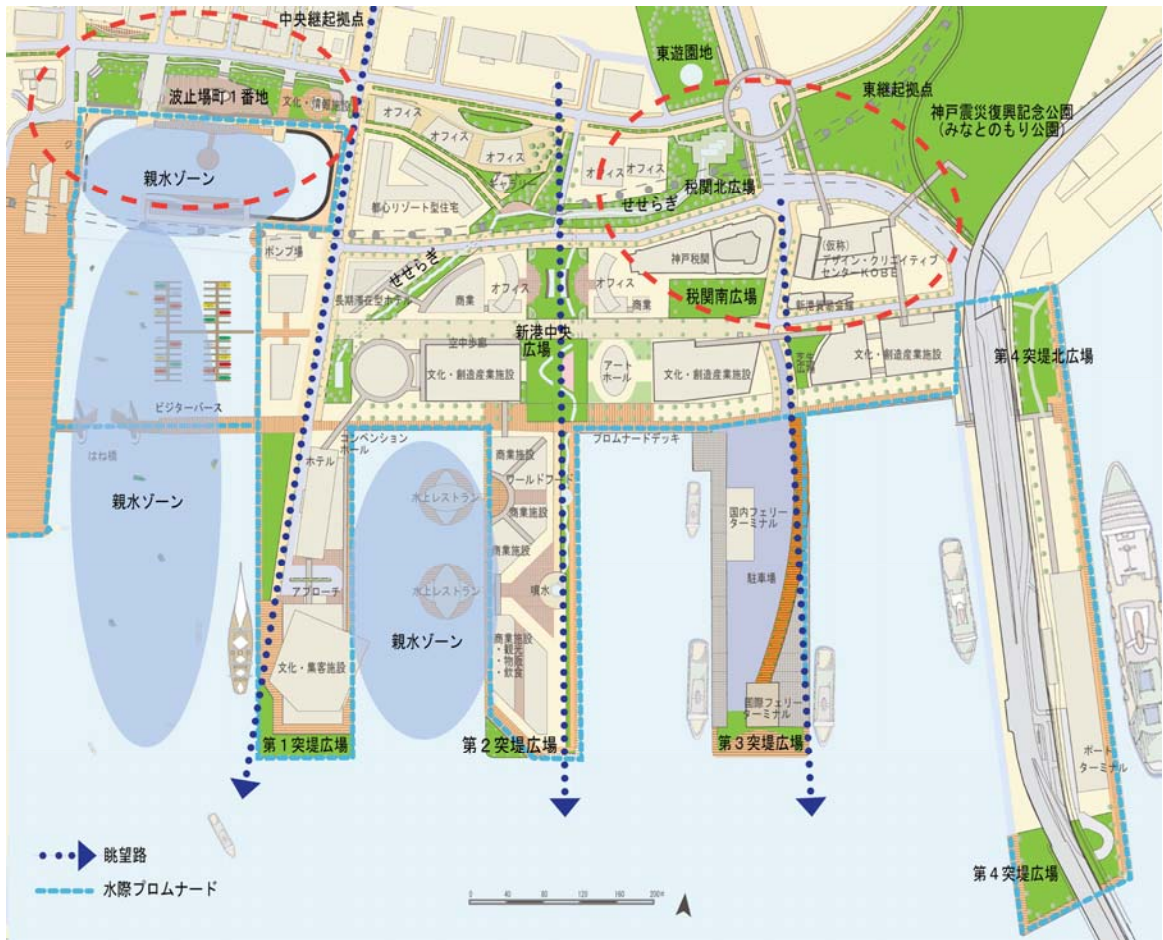 中央継起拠点
東遊園地
東継起拠点
神戸震災復興記念公園
（みなとのもり公園）
波止場町1番地
文化・情報施設
オフィス
オフィス
オフィス
アート
ギャラリー
オフィス
オフィス
税関北広場
せせらぎ
親水ゾーン
都心リゾート型住宅
ポンプ場
せせらぎ
神戸税関
（仮称）
デザイン・クリエイティブ
センターKOBE
長期滞在型ホテル
商業
オフィス
オフィス
商業
税関南広場
新港貿易会館
新港中央
広場
空中歩廊
文化・創造産業施設
アート
ホール
文化・創造産業施設
文化・創造産業施設
第4突堤北広場
ビジターバース
はね橋
コンベンション
ホール
プロムナードデッキ
ホテル
商業施設
ワールドフード
商業施設
商業施設
水上レストラン
国内フェリー
ターミナル
親水ゾーン
駐車場
アプローチ
水上レストラン
噴水
親水ゾーン
文化・集客施設
商業施設
・観光
・物販
・飲食
国際フェリー
ターミナル
第1突堤広場
第2突堤広場
第3突堤広場
ポート
ターミナル
眺望路
水際プロムナード
第4突堤広場
0 40 80 120 160 200m